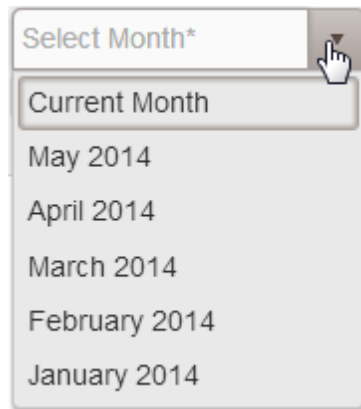 Select Month*
Current Month
May 2014
April 2014
March 2014
February 2014
January 2014